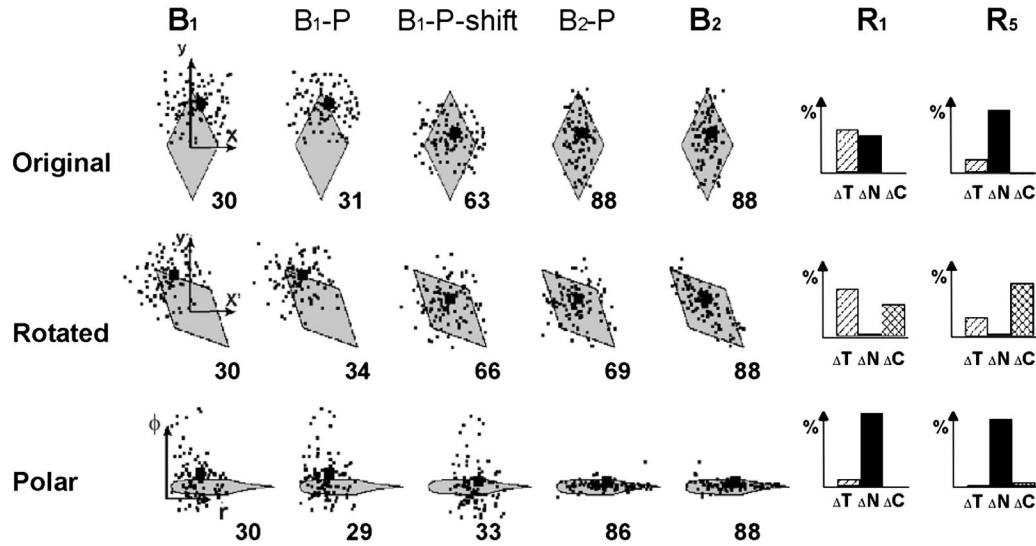 B₁ B₁-P B₁-P-shift B₂-P B₂ R₁ R₅
y x % %
Original
30 31 63 88 88 ΔT ΔN ΔC ΔT ΔN ΔC
y' x' % %
Rotated
30 34 66 69 88 ΔT ΔN ΔC ΔT ΔN ΔC
ϕ r % %
Polar
30 29 33 86 88 ΔT ΔN ΔC ΔT ΔN ΔC